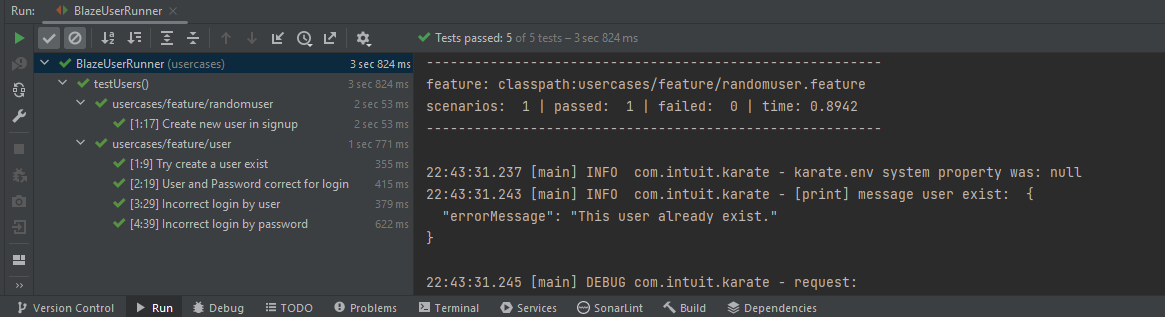 Run: BlazeUserRunner
Tests passed: 5 of 5 tests – 3 sec 824 ms
BlazeUserRunner (usercases) 3 sec 824 ms
testUsers() 3 sec 824 ms
usercases/feature/randomuser 2 sec 53 ms
[1:17] Create new user in signup 2 sec 53 ms
usercases/feature/user 1 sec 771 ms
[1:9] Try create a user exist 355 ms
[2:19] User and Password correct for login 415 ms
[3:29] Incorrect login by user 379 ms
[4:39] Incorrect login by password 622 ms
---------------------------------------------------------
feature: classpath:usercases/feature/randomuser.feature
scenarios:  1 | passed:  1 | failed:  0 | time: 0.8942
---------------------------------------------------------
22:43:31.237 [main] INFO  com.intuit.karate - karate.env system property was: null
22:43:31.243 [main] INFO  com.intuit.karate - [print] message user exist:  {
  "errorMessage": "This user already exist."
}
22:43:31.245 [main] DEBUG com.intuit.karate - request:
Version Control Run Debug TODO Problems Terminal Services SonarLint Build Dependencies